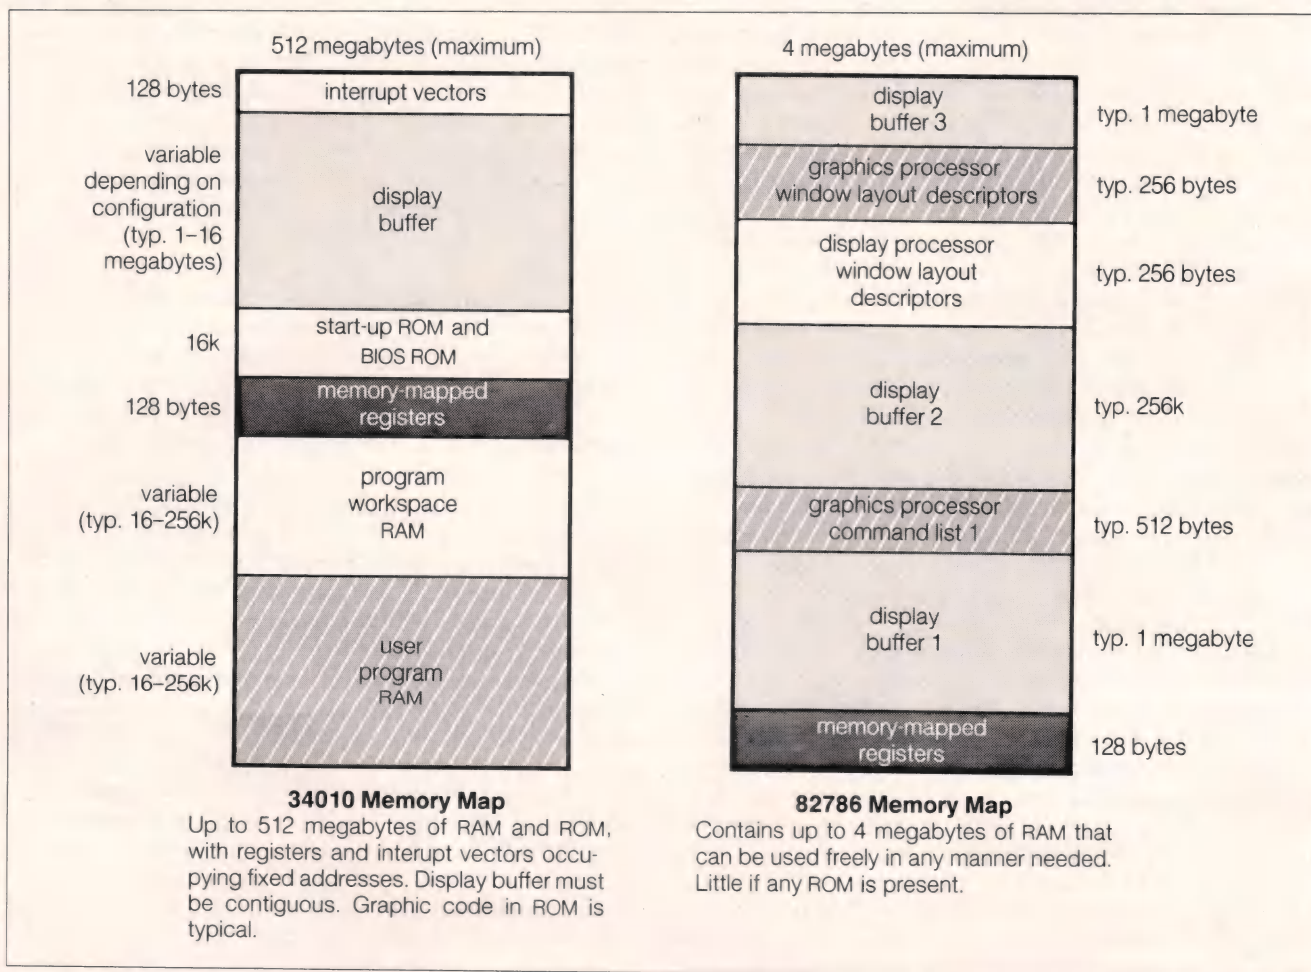 512 megabytes (maximum)
128 bytes
interrupt vectors
variable
depending on
configuration
(typ. 1–16
megabytes)
display
buffer
16k
start-up ROM and
BIOS ROM
128 bytes
memory-mapped
registers
variable
(typ. 16–256k)
program
workspace
RAM
variable
(typ. 16–256k)
user
program
RAM
34010 Memory Map
Up to 512 megabytes of RAM and ROM,
with registers and interupt vectors occu-
pying fixed addresses. Display buffer must
be contiguous. Graphic code in ROM is
typical.
4 megabytes (maximum)
display
buffer 3
typ. 1 megabyte
graphics processor
window layout descriptors
typ. 256 bytes
display processor
window layout
descriptors
typ. 256 bytes
display
buffer 2
typ. 256k
graphics processor
command list 1
typ. 512 bytes
display
buffer 1
typ. 1 megabyte
memory-mapped
registers
128 bytes
82786 Memory Map
Contains up to 4 megabytes of RAM that
can be used freely in any manner needed.
Little if any ROM is present.